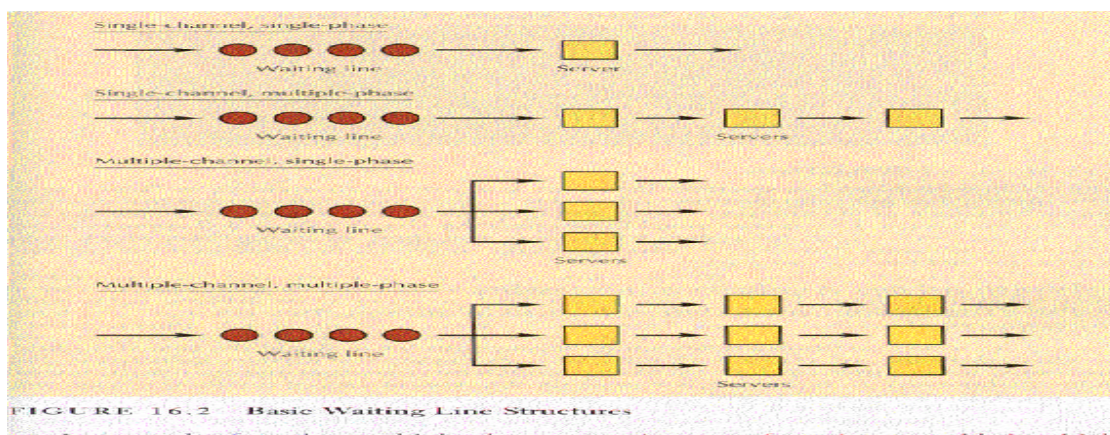 Single-channel, single-phase
Waiting line
Server
Single-channel, multiple-phase
Waiting line
Servers
Multiple-channel, single-phase
Waiting line
Servers
Multiple-channel, multiple-phase
Waiting line
Servers
FIGURE 16.2 Basic Waiting Line Structures